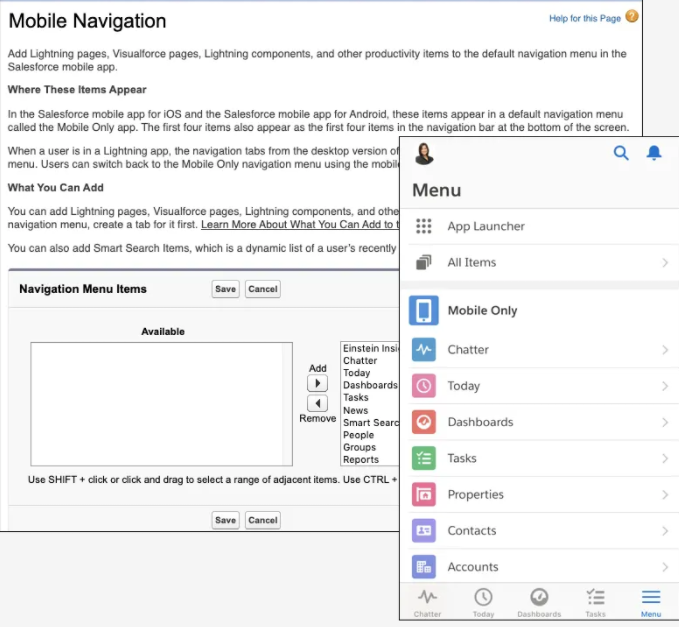 Mobile Navigation
Help for this Page
Add Lightning pages, Visualforce pages, Lightning components, and other productivity items to the default navigation menu in the
Salesforce mobile app.
Where These Items Appear
In the Salesforce mobile app for iOS and the Salesforce mobile app for Android, these items appear in a default navigation menu
called the Mobile Only app. The first four items also appear as the first four items in the navigation bar at the bottom of the screen.
When a user is in a Lightning app, the navigation tabs from the desktop version of
menu. Users can switch back to the Mobile Only navigation menu using the mobil
What You Can Add
You can add Lightning pages, Visualforce pages, Lightning components, and othe
navigation menu, create a tab for it first. Learn More About What You Can Add to t
You can also add Smart Search Items, which is a dynamic list of a user's recently
Navigation Menu Items
Save
Cancel
Available
Add
Remove
Einstein Insi
Chatter
Today
Dashboards
Tasks
News
Smart Searc
People
Groups
Reports
Use SHIFT + click or click and drag to select a range of adjacent items. Use CTRL +
Save
Cancel
Menu
App Launcher
All Items
Mobile Only
Chatter
Today
Dashboards
Tasks
Properties
Contacts
Accounts
Chatter
Today
Dashboards
Tasks
Menu